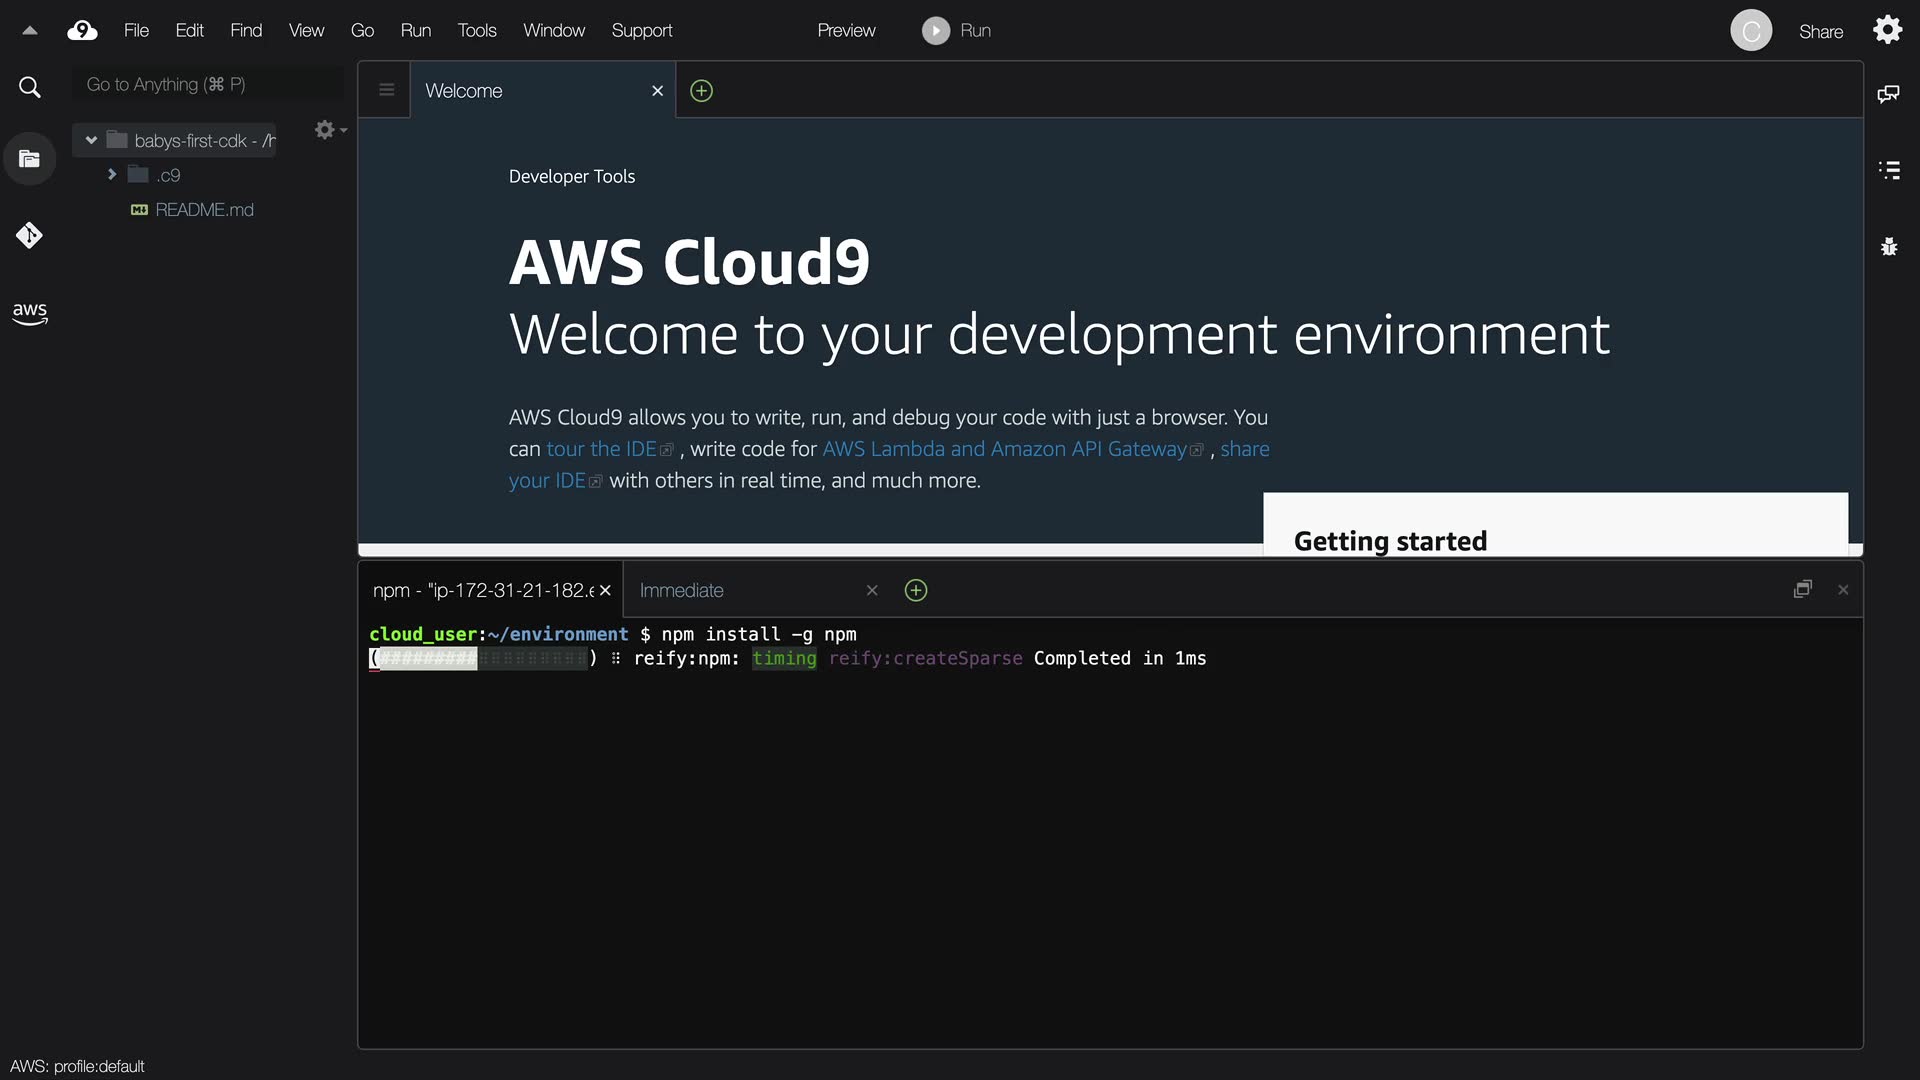 File Edit Find View Go Run Tools Window Support Preview Run C Share
Go to Anything (⌘ P)
Welcome
babys-first-cdk - /h
.c9
README.md
aws
Developer Tools
AWS Cloud9
Welcome to your development environment
AWS Cloud9 allows you to write, run, and debug your code with just a browser. You
can tour the IDE , write code for AWS Lambda and Amazon API Gateway , share
your IDE with others in real time, and much more.
Getting started
npm - "ip-172-31-21-182.e
Immediate
cloud_user:~/environment $ npm install -g npm
(#########⠿⠿⠿⠿⠿⠿⠿⠿⠿⠿) ⠿ reify:npm: timing reify:createSparse Completed in 1ms
AWS: profile:default